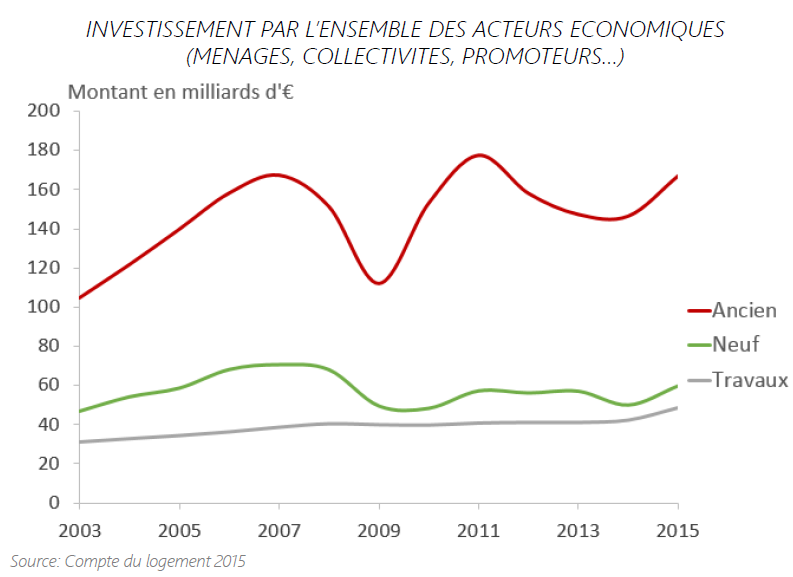 INVESTISSEMENT PAR L'ENSEMBLE DES ACTEURS ECONOMIQUES
(MENAGES, COLLECTIVITES, PROMOTEURS...)
Montant en milliards d'€
200
180
160
140
120
100
80
60
40
20
0
2003 2005 2007 2009 2011 2013 2015
Ancien
Neuf
Travaux
Source: Compte du logement 2015